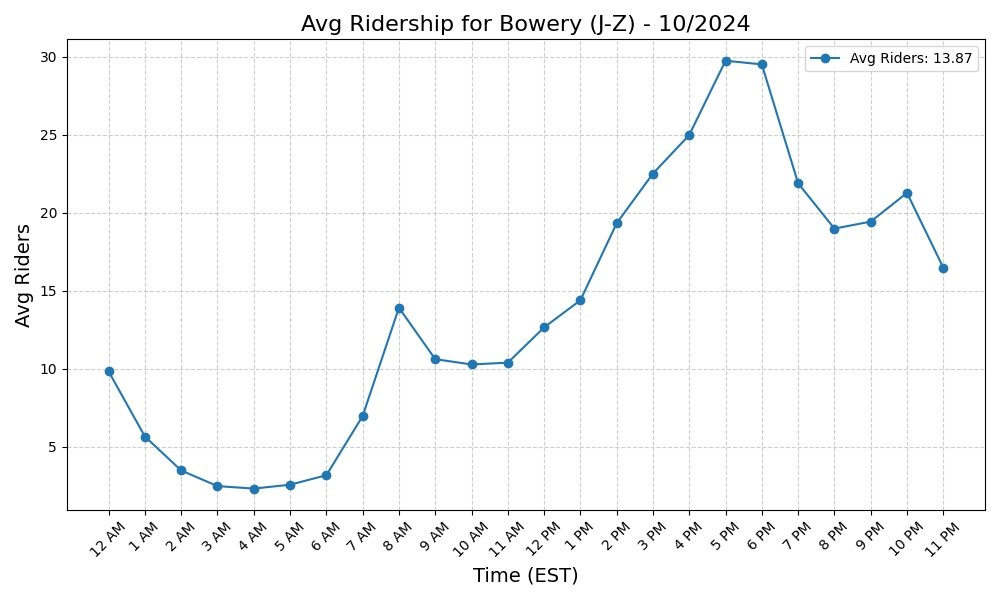 Avg Ridership for Bowery (J-Z) - 10/2024
Avg Riders: 13.87
30
25
20
15
10
5
Avg Riders
12 AM
1 AM
2 AM
3 AM
4 AM
5 AM
6 AM
7 AM
8 AM
9 AM
10 AM
11 AM
12 PM
1 PM
2 PM
3 PM
4 PM
5 PM
6 PM
7 PM
8 PM
9 PM
10 PM
11 PM
Time (EST)